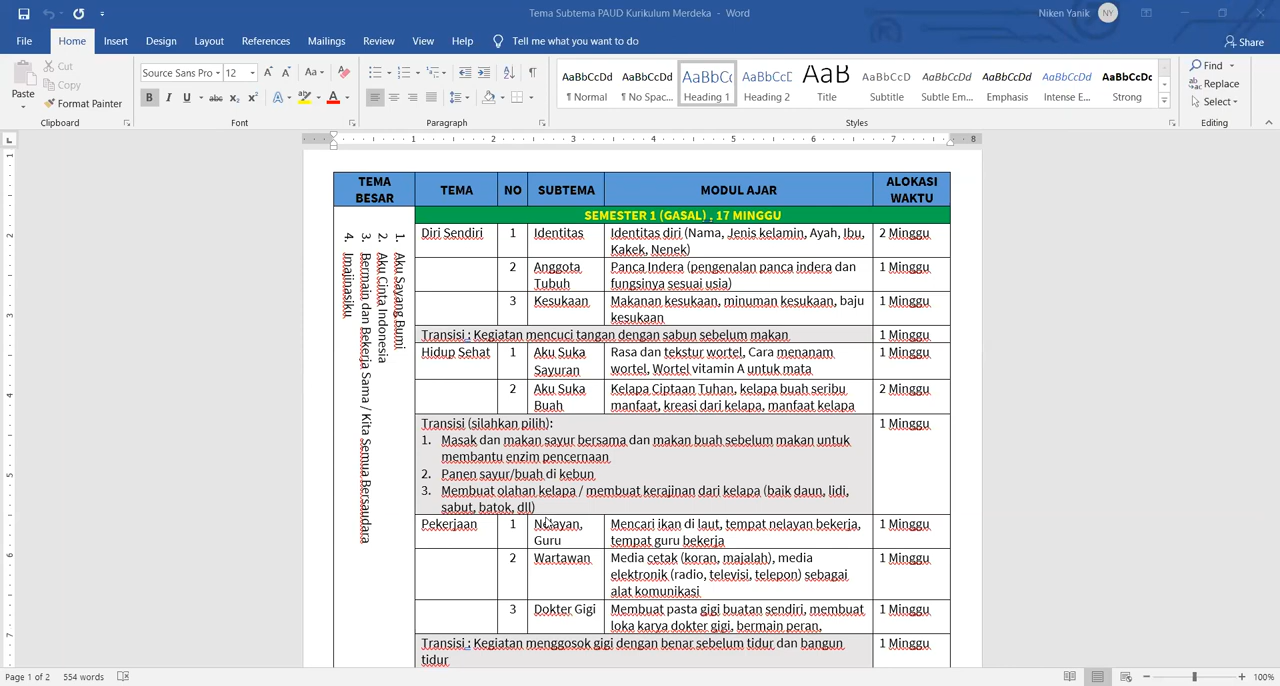 Tema Subtema PAUD Kurikulum Merdeka - Word
Niken Yanik
NY
File
Home
Insert
Design
Layout
References
Mailings
Review
View
Help
Tell me what you want to do
Share
Paste
Cut
Copy
Format Painter
Clipboard
Source Sans Pro
12
Font
Paragraph
AaBbCcDd
¶ Normal
AaBbCcDd
¶ No Spac...
AaBbCc
Heading 1
AaBbCcD
Heading 2
AaB
Title
AaBbCcD
Subtitle
AaBbCcDd
Subtle Em...
AaBbCcDd
Emphasis
AaBbCcDd
Intense E...
AaBbCcDc
Strong
Styles
Find
Replace
Select
Editing
1 2 3 4 5 6 7 8
TEMA BESAR
TEMA
NO
SUBTEMA
MODUL AJAR
ALOKASI WAKTU
SEMESTER 1 (GASAL) , 17 MINGGU
1. Aku Sayang Bumi
2. Aku Cinta Indonesia
3. Bermain dan Bekerja Sama / Kita Semua Bersaudara
4. Imajinasiku
Diri Sendiri
1
Identitas
Identitas diri (Nama, Jenis kelamin, Ayah, Ibu,
Kakek, Nenek)
2 Minggu
2
Anggota
Tubuh
Panca Indera (pengenalan panca indera dan
fungsinya sesuai usia)
1 Minggu
3
Kesukaan
Makanan kesukaan, minuman kesukaan, baju
kesukaan
1 Minggu
Transisi : Kegiatan mencuci tangan dengan sabun sebelum makan
1 Minggu
Hidup Sehat
1
Aku Suka
Sayuran
Rasa dan tekstur wortel, Cara menanam
wortel, Wortel vitamin A untuk mata
1 Minggu
2
Aku Suka
Buah
Kelapa Ciptaan Tuhan, kelapa buah seribu
manfaat, kreasi dari kelapa, manfaat kelapa
2 Minggu
Transisi (silahkan pilih):
1. Masak dan makan sayur bersama dan makan buah sebelum makan untuk
membantu enzim pencernaan
2. Panen sayur/buah di kebun
3. Membuat olahan kelapa / membuat kerajinan dari kelapa (baik daun, lidi,
sabut, batok, dll)
1 Minggu
Pekerjaan
1
Nelayan,
Guru
Mencari ikan di laut, tempat nelayan bekerja,
tempat guru bekerja
1 Minggu
2
Wartawan
Media cetak (koran, majalah), media
elektronik (radio, televisi, telepon) sebagai
alat komunikasi
1 Minggu
3
Dokter Gigi
Membuat pasta gigi buatan sendiri, membuat
loka karya dokter gigi, bermain peran,
1 Minggu
Transisi : Kegiatan menggosok gigi dengan benar sebelum tidur dan bangun
tidur
1 Minggu
Page 1 of 2
554 words
100%